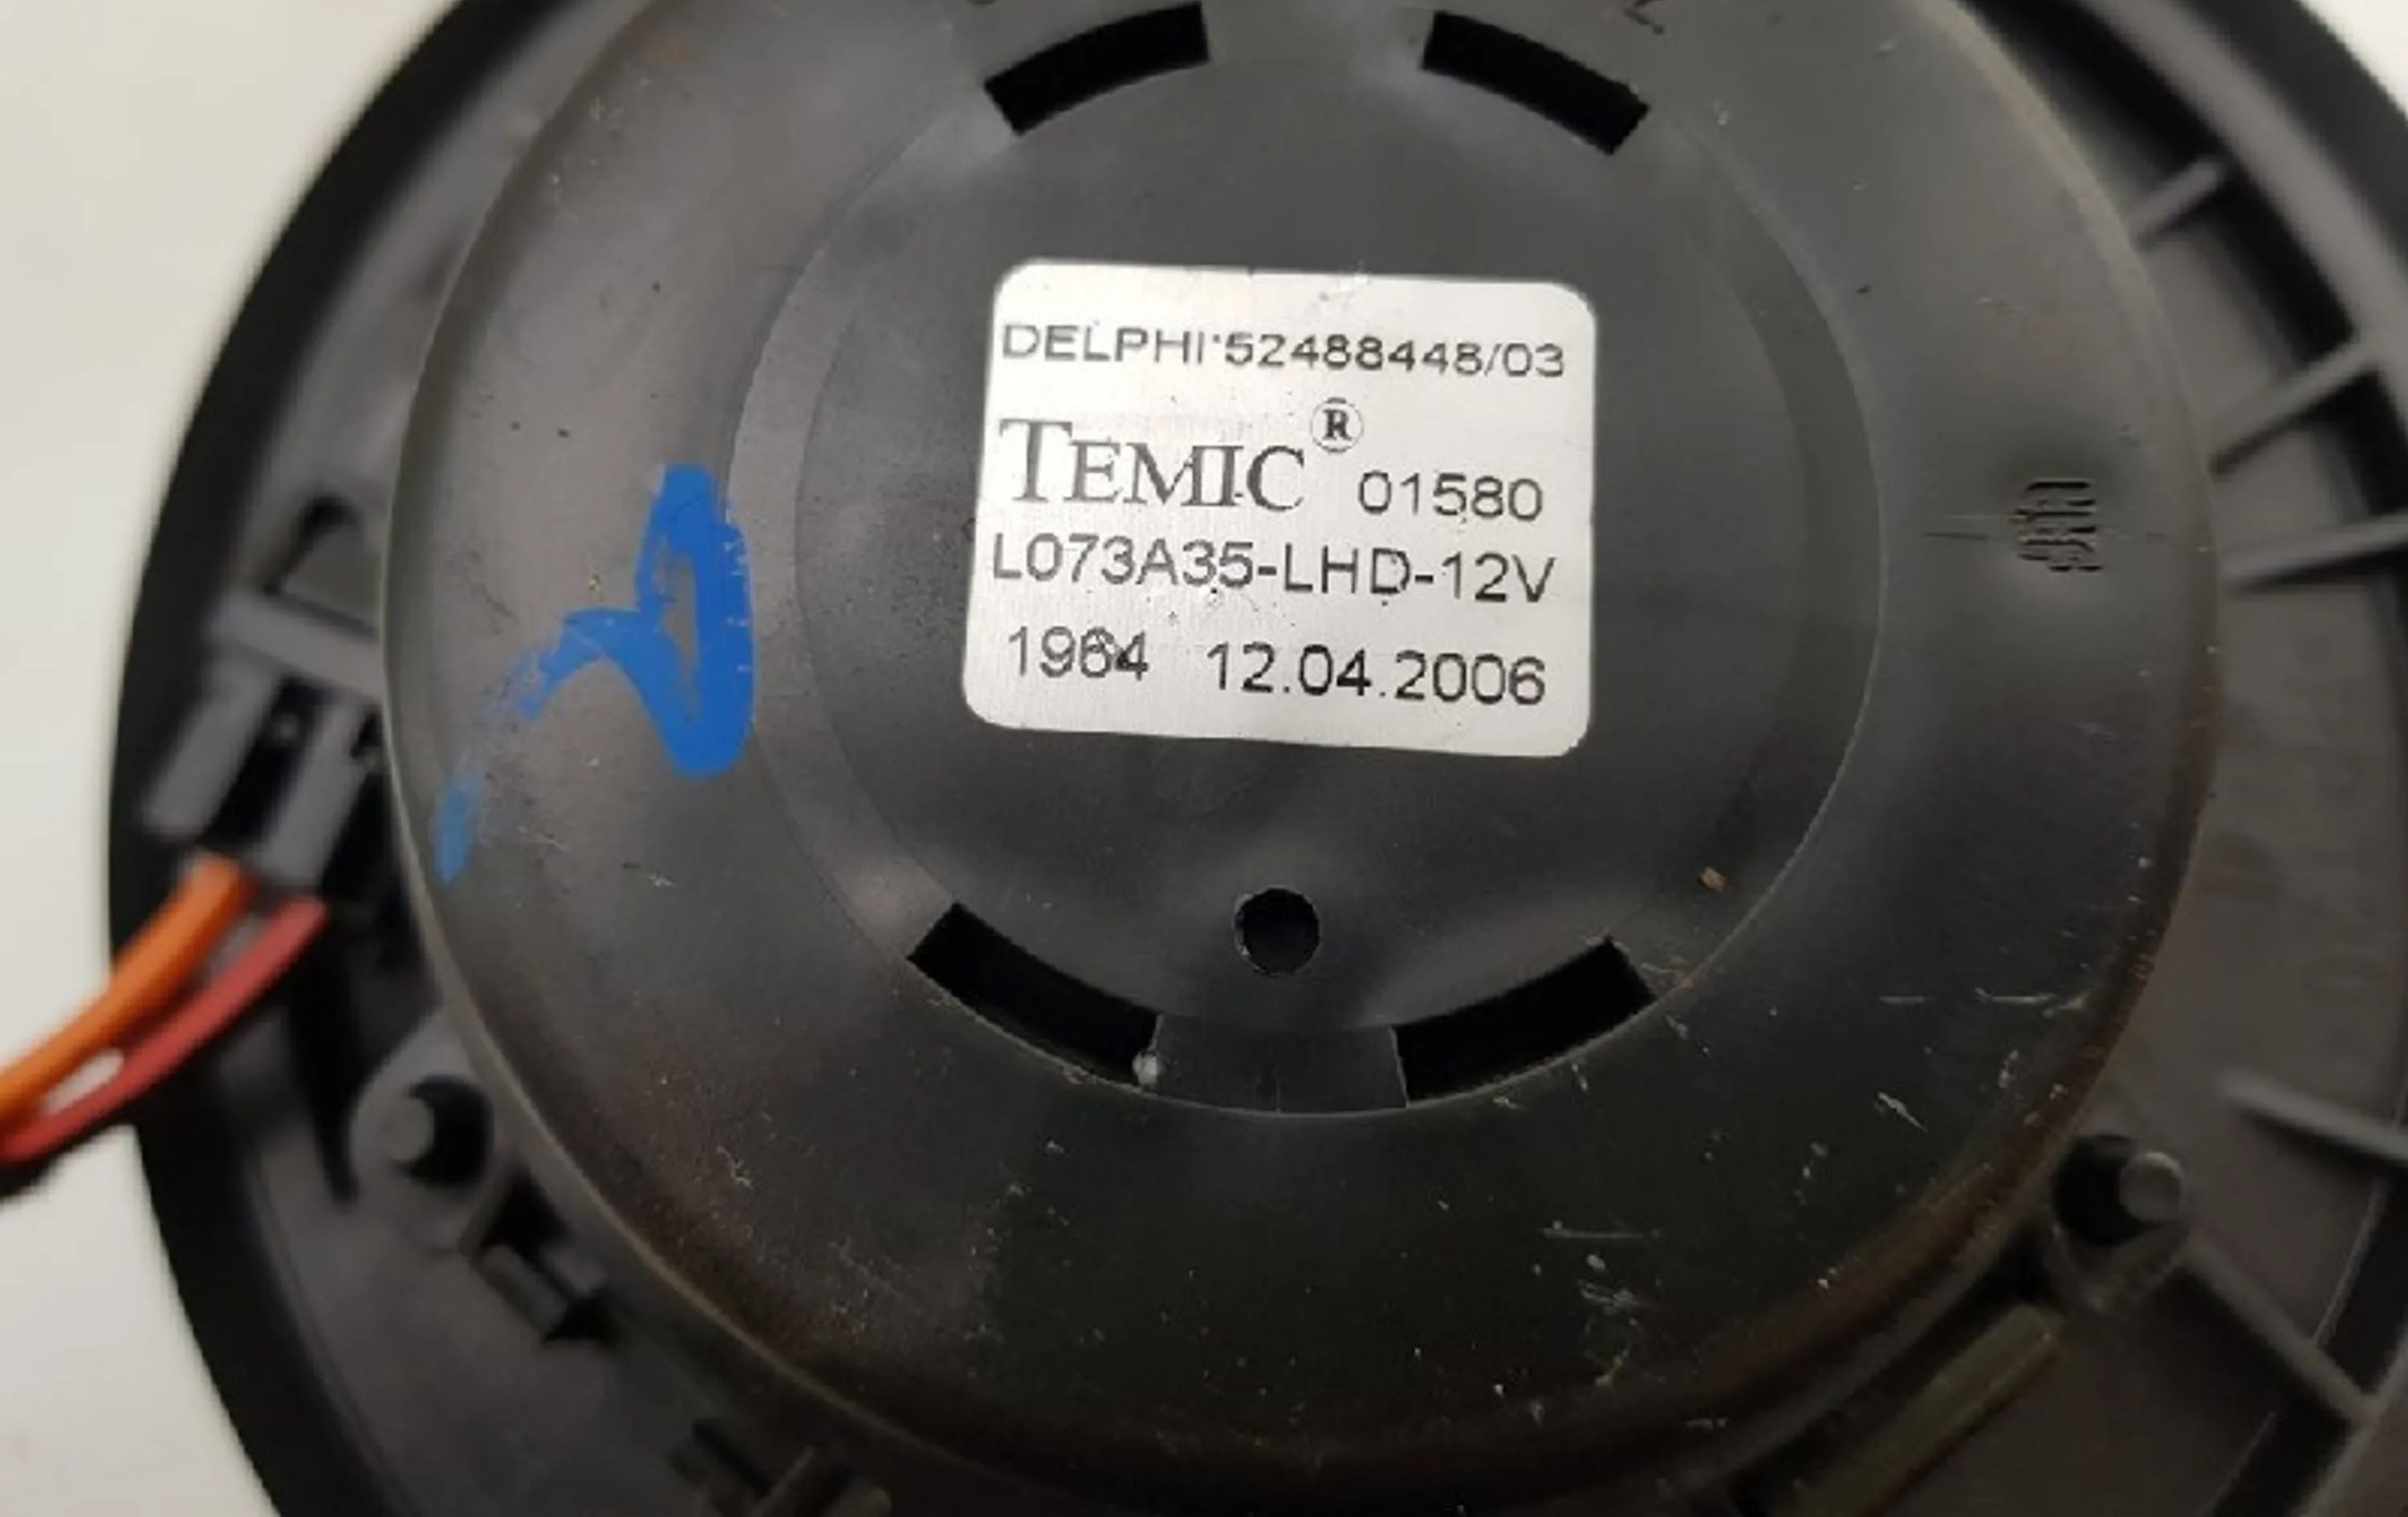 DELPHI:52488448/03
TEMIC® 01580
L073A35-LHD-12V
1964 12.04.2006